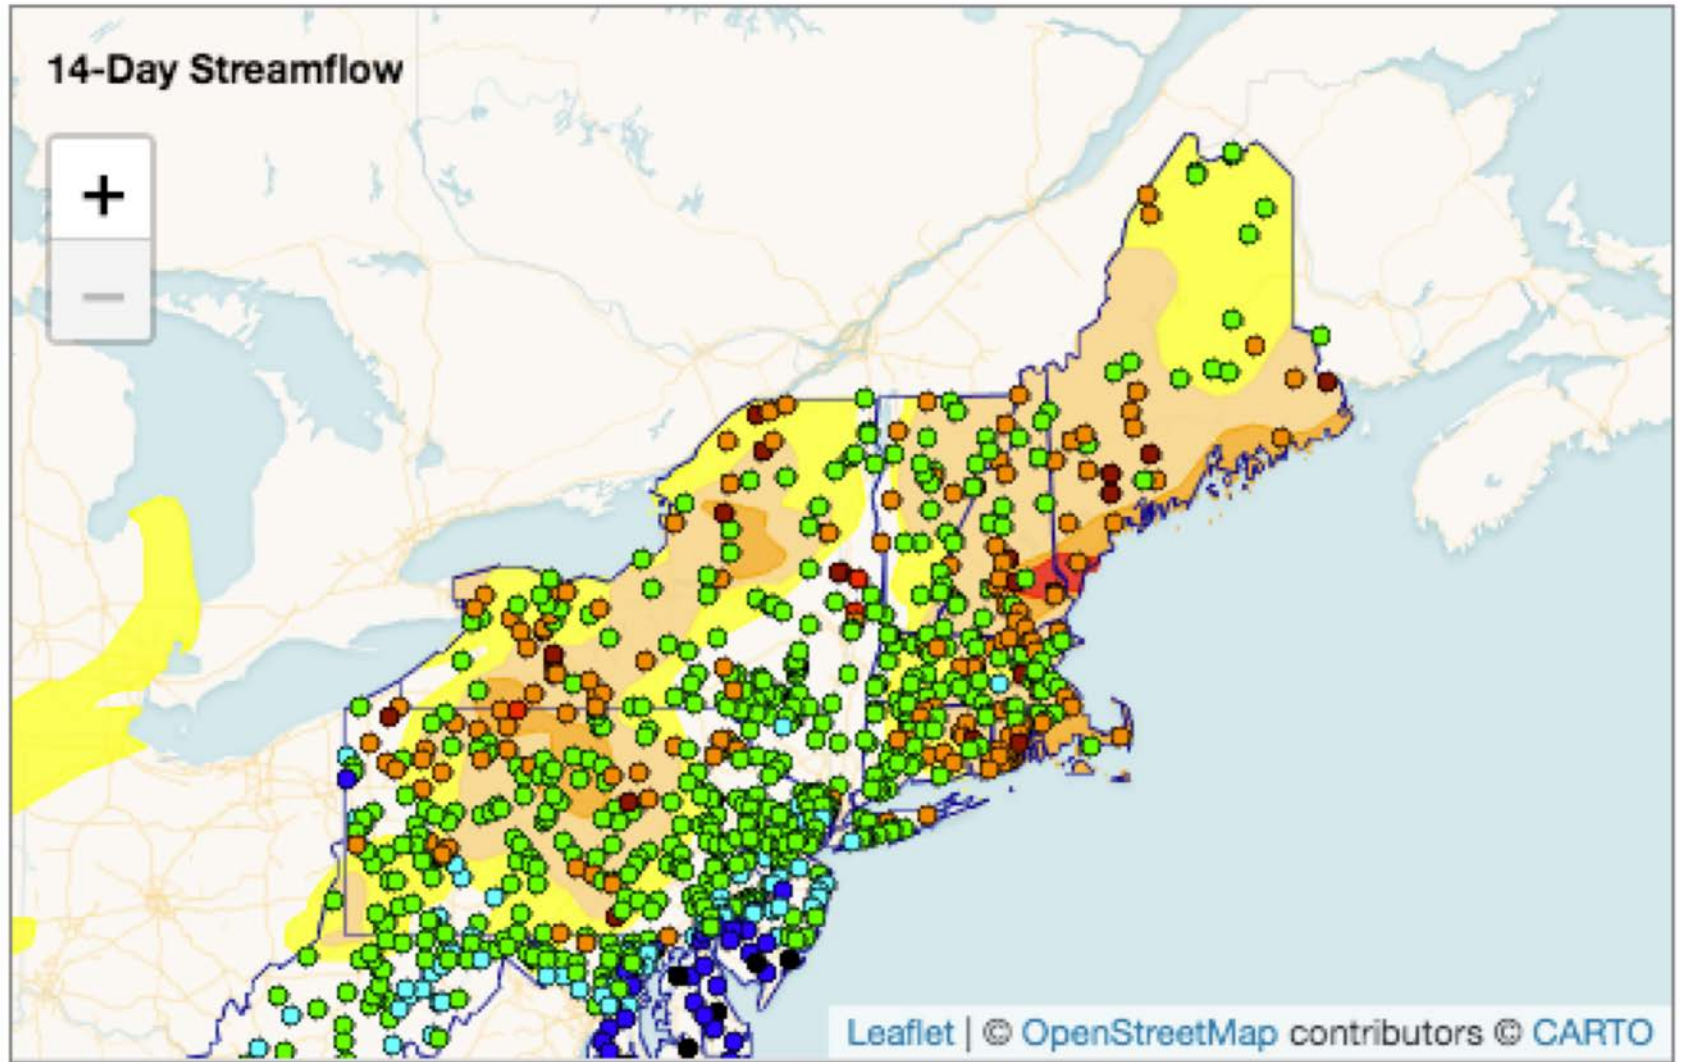 14-Day Streamflow
+
−
Leaflet | © OpenStreetMap contributors © CARTO